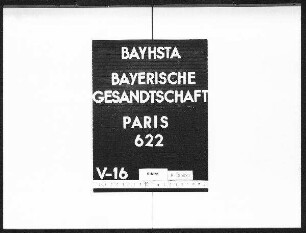 BAYHSTA
BAYERISCHE
GESANDTSCHAFT
PARIS
622
V-16